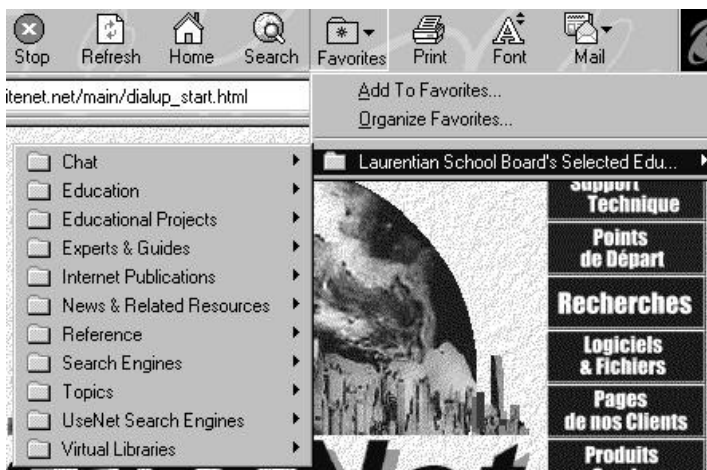 Stop Refresh Home Search Favorites Print Font Mail
itenet.net/main/dialup_start.html
Add To Favorites...
Organize Favorites...
Laurentian School Board's Selected Edu...
Chat
Education
Educational Projects
Experts & Guides
Internet Publications
News & Related Resources
Reference
Search Engines
Topics
UseNet Search Engines
Virtual Libraries
Support
Technique
Points
de Départ
Recherches
Logiciels
& Fichiers
Pages
de nos Clients
Produits